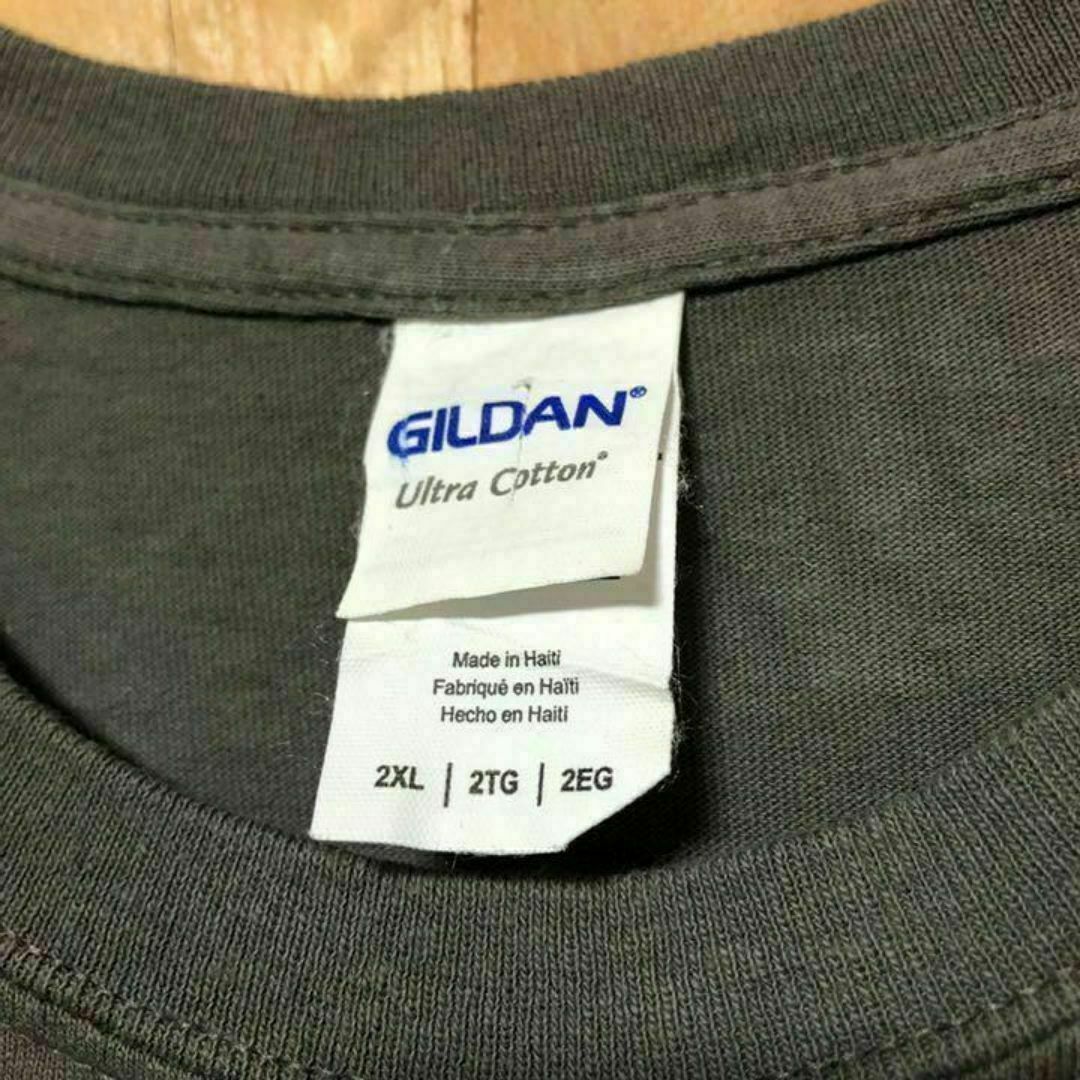 GILDAN®
Ultra Cotton®
Made in Haiti
Fabriqué en Haïti
Hecho en Haiti
2XL | 2TG | 2EG